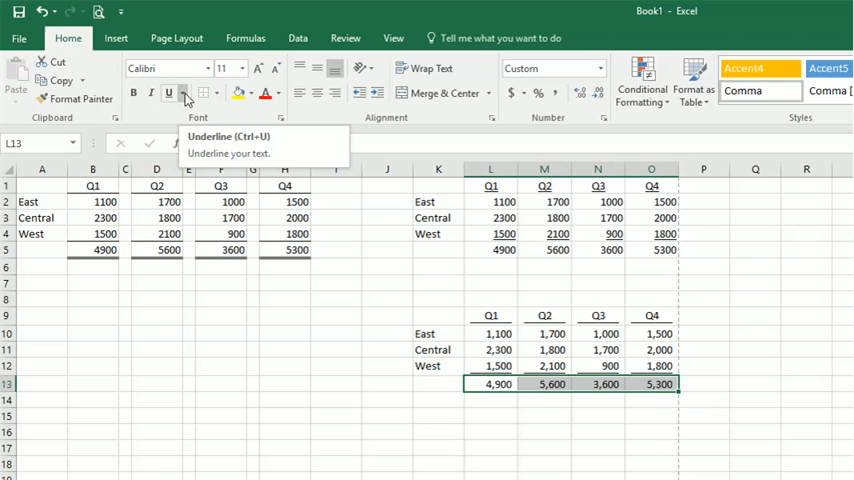 Book1 - Excel
File Home Insert Page Layout Formulas Data Review View Tell me what you want to do...
Paste
Cut
Copy
Format Painter
Clipboard
Calibri 11 A A
B I U A
Font
Wrap Text
Merge & Center
Alignment
Custom
$ % ,
Number
Conditional Formatting
Format as Table
Accent4 Accent5
Comma Comma
Styles
Underline (Ctrl+U)
Underline your text.
L13
A B C D E F G H I J K L M N O P Q R
1 Q1 Q2 Q3 Q4 Q1 Q2 Q3 Q4
2 East 1100 1700 1000 1500 East 1100 1700 1000 1500
3 Central 2300 1800 1700 2000 Central 2300 1800 1700 2000
4 West 1500 2100 900 1800 West 1500 2100 900 1800
5 4900 5600 3600 5300 4900 5600 3600 5300
6
7
8
9 Q1 Q2 Q3 Q4
10 East 1,100 1,700 1,000 1,500
11 Central 2,300 1,800 1,700 2,000
12 West 1,500 2,100 900 1,800
13 4,900 5,600 3,600 5,300
14
15
16
17
18